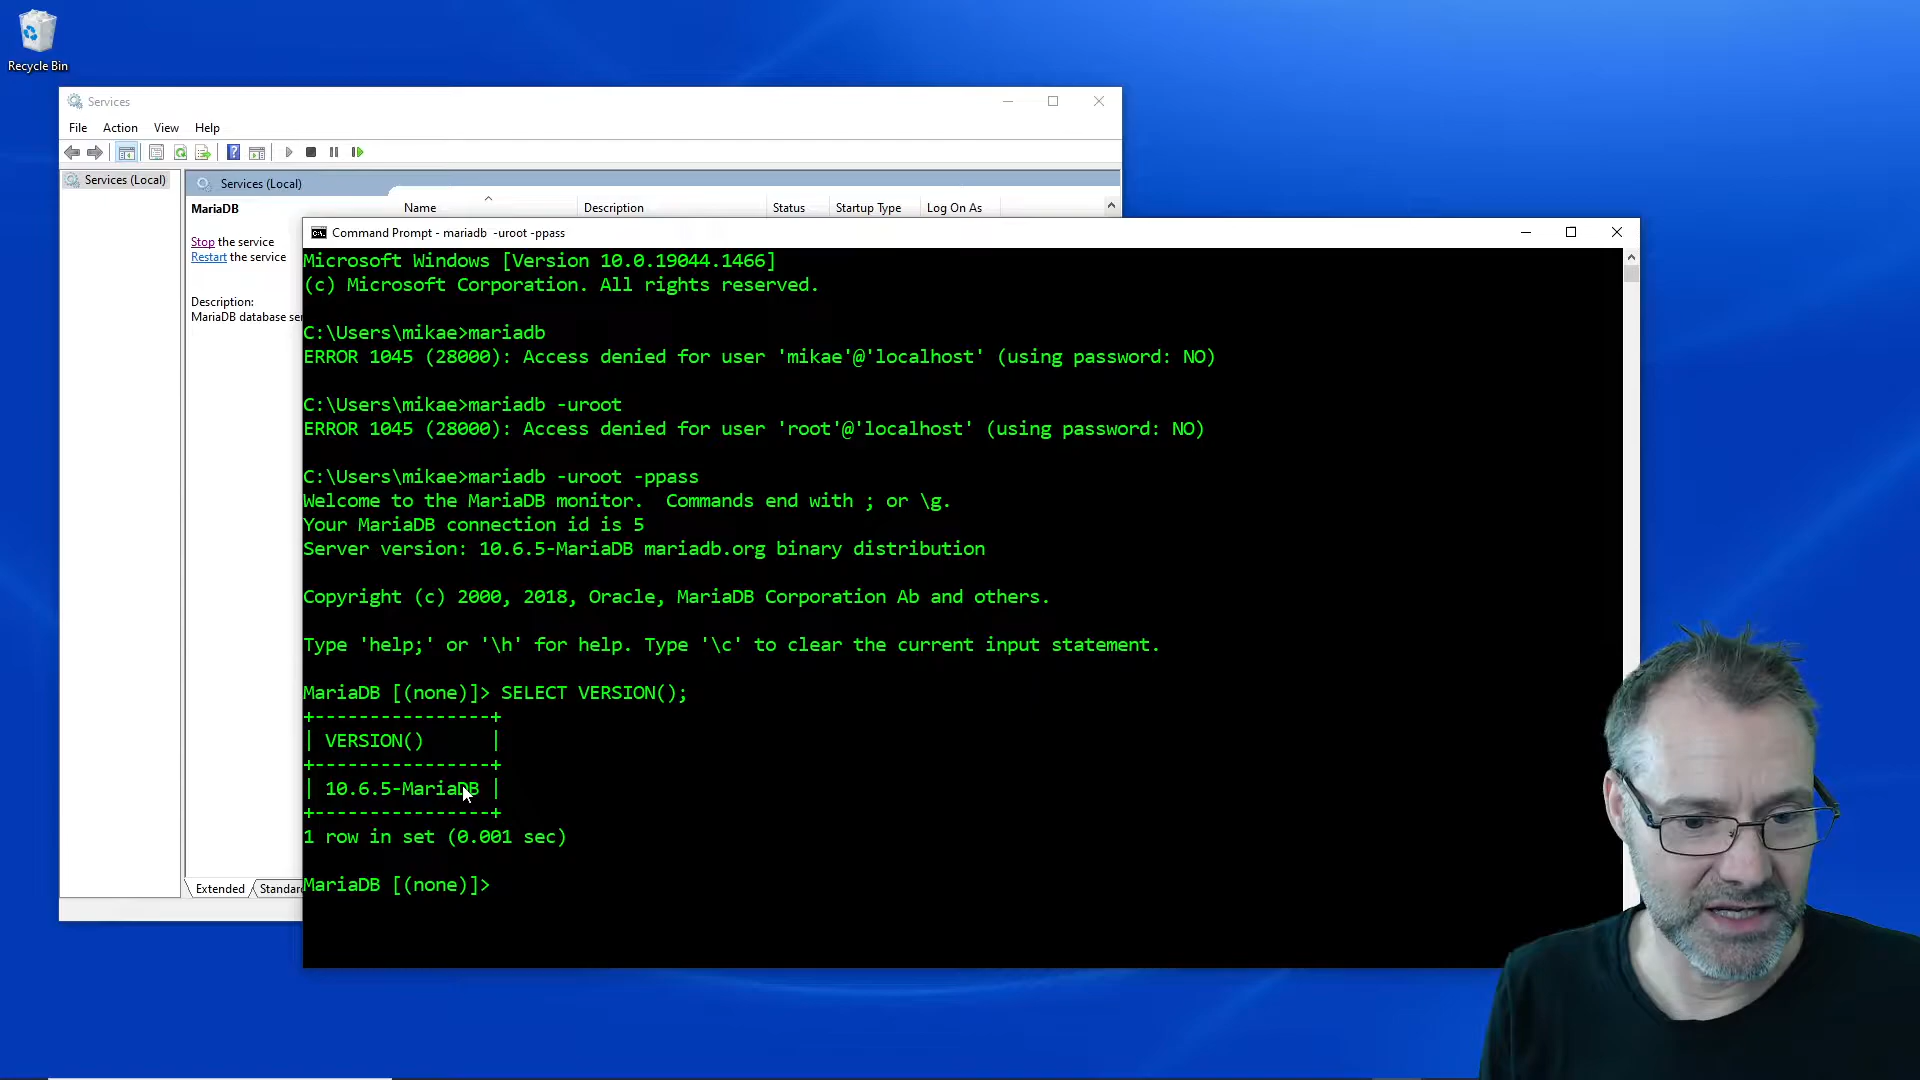 Recycle Bin
Services
File Action View Help
Services (Local)
Services (Local)
MariaDB
Stop the service
Restart the service
Description:
MariaDB database ser
Name Description Status Startup Type Log On As
Extended Standard
Command Prompt - mariadb -uroot -ppass
Microsoft Windows [Version 10.0.19044.1466]
(c) Microsoft Corporation. All rights reserved.
C:\Users\mikae>mariadb
ERROR 1045 (28000): Access denied for user 'mikae'@'localhost' (using password: NO)
C:\Users\mikae>mariadb -uroot
ERROR 1045 (28000): Access denied for user 'root'@'localhost' (using password: NO)
C:\Users\mikae>mariadb -uroot -ppass
Welcome to the MariaDB monitor.  Commands end with ; or \g.
Your MariaDB connection id is 5
Server version: 10.6.5-MariaDB mariadb.org binary distribution
Copyright (c) 2000, 2018, Oracle, MariaDB Corporation Ab and others.
Type 'help;' or '\h' for help. Type '\c' to clear the current input statement.
MariaDB [(none)]> SELECT VERSION();
+----------------+
| VERSION()      |
+----------------+
| 10.6.5-MariaDB |
+----------------+
1 row in set (0.001 sec)
MariaDB [(none)]>